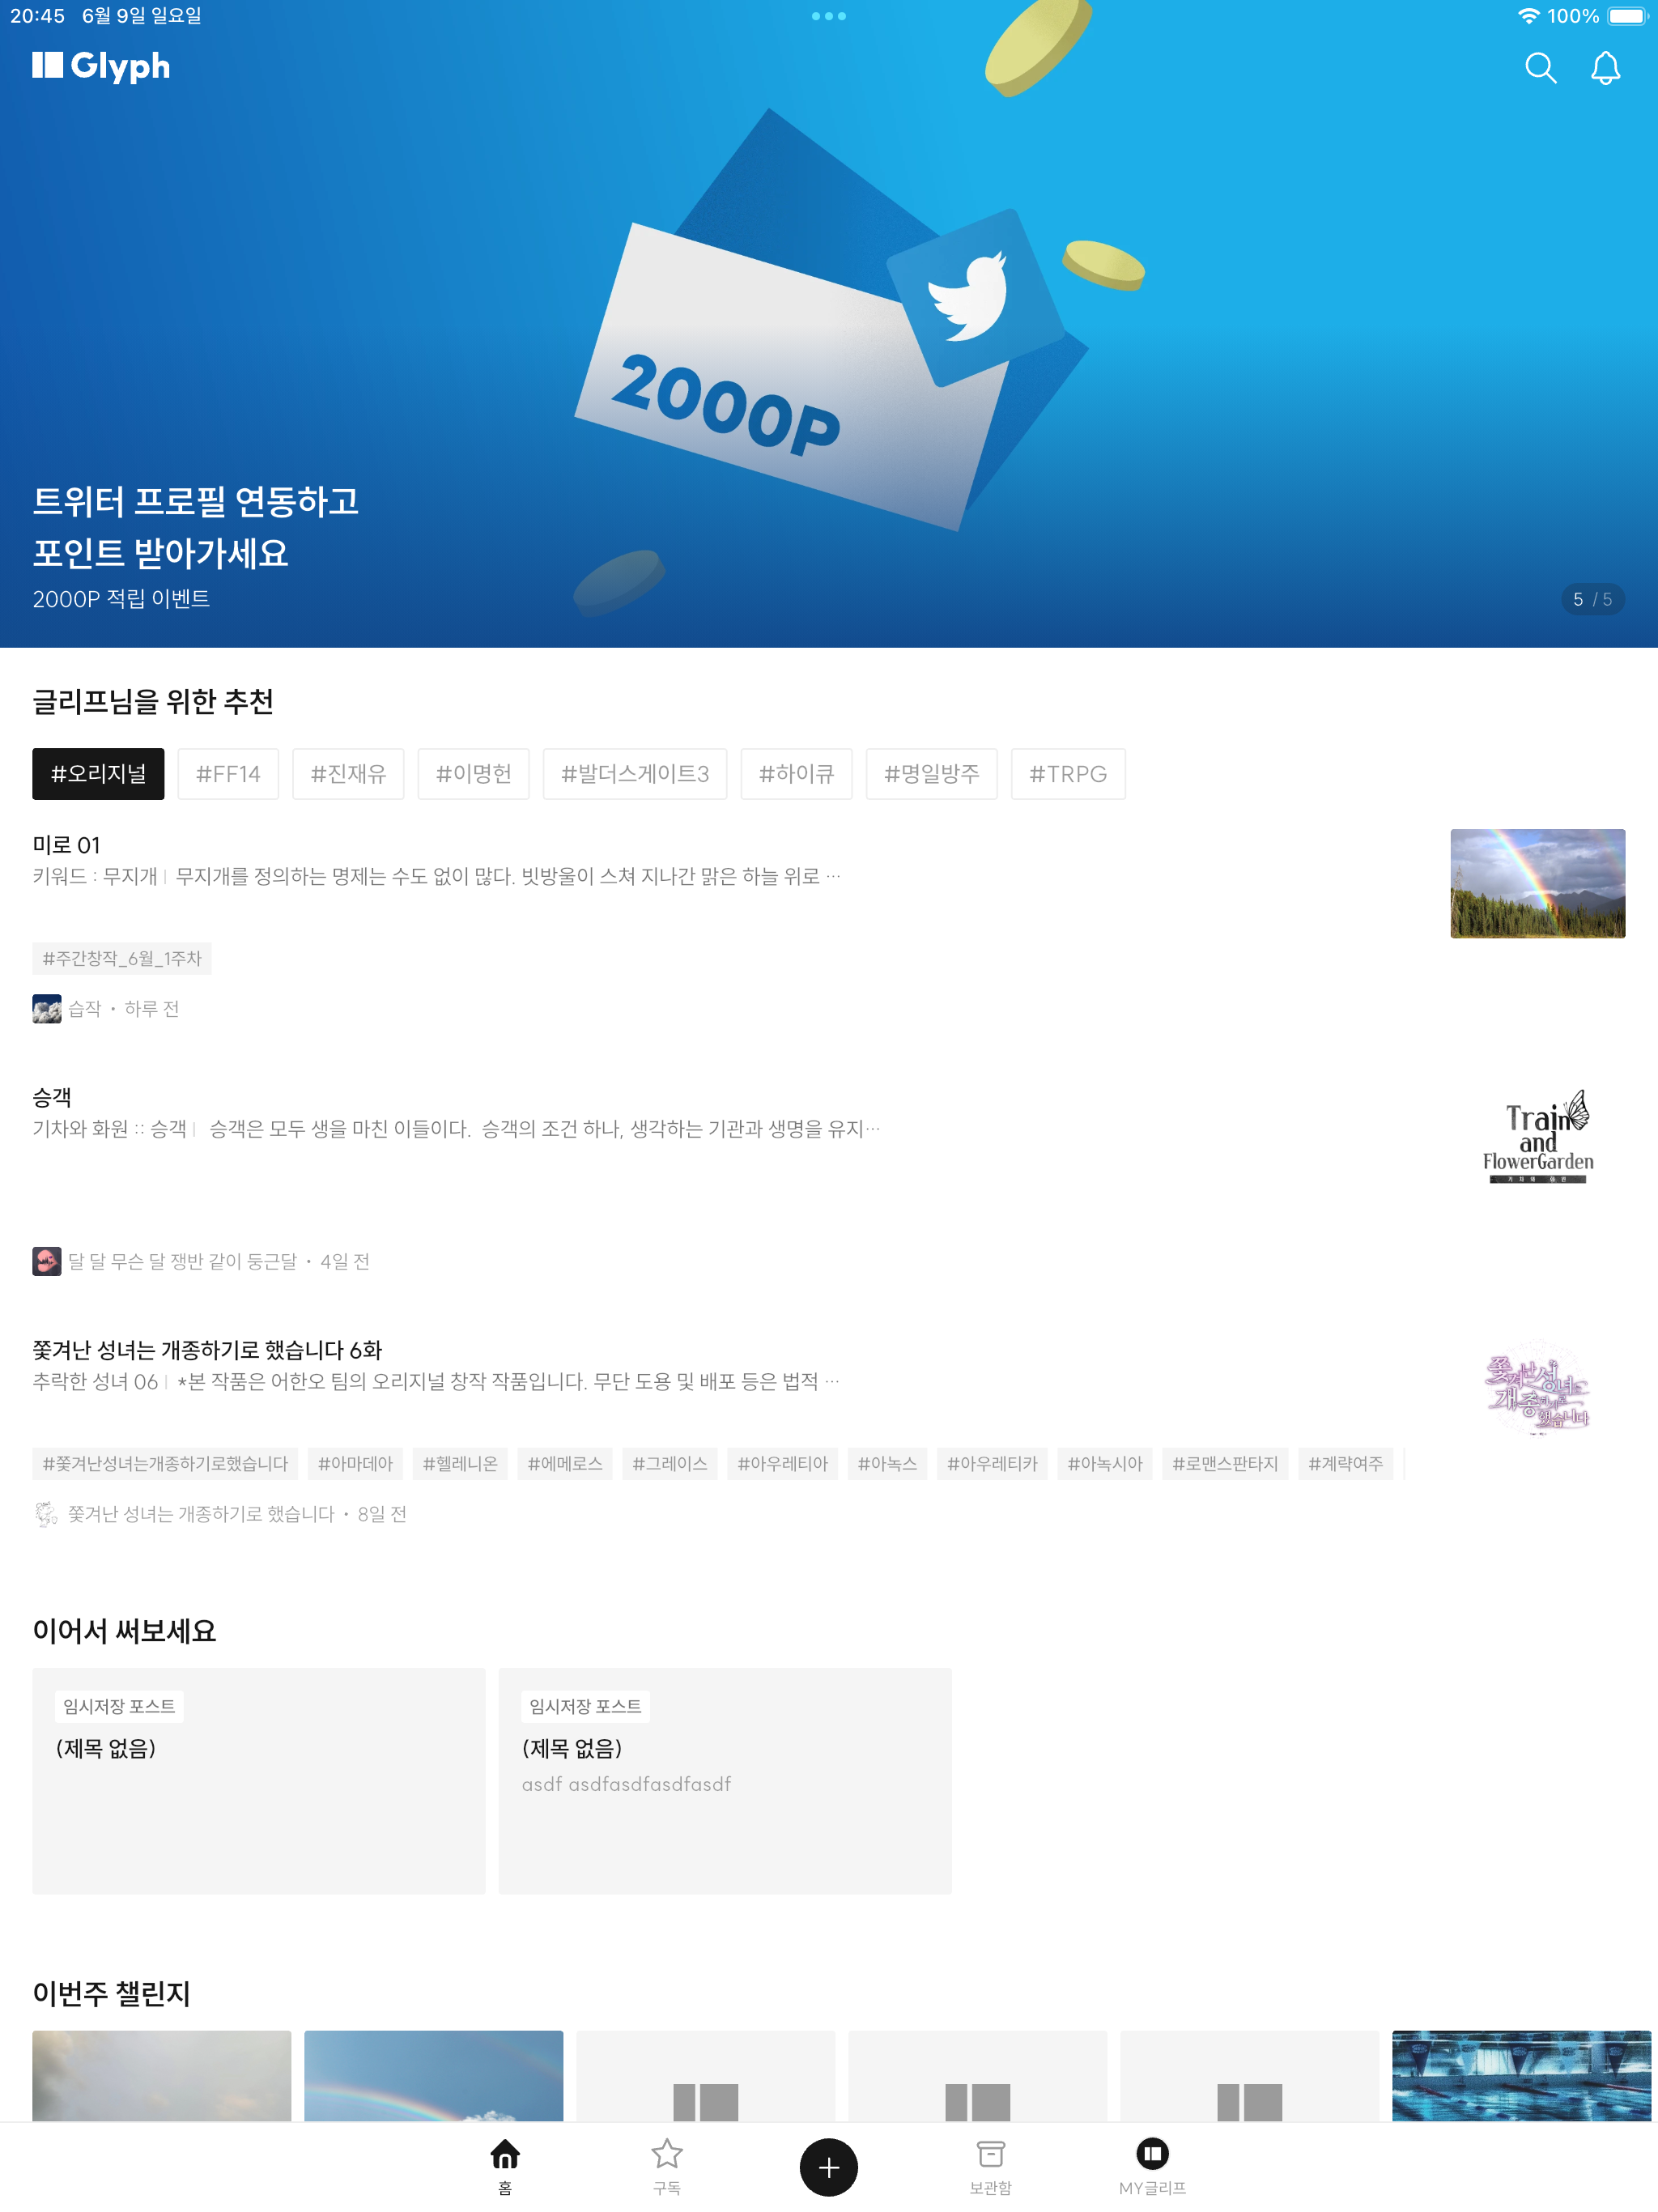 20:45 6월 9일 일요일
100%
Glyph
2000P
트위터 프로필 연동하고
포인트 받아가세요
2000P 적립 이벤트
5 / 5
글리프님을 위한 추천
#오리지널 #FF14 #진재유 #이명헌 #발더스게이트3 #하이큐 #명일방주 #TRPG
미로 01
키워드 : 무지개 | 무지개를 정의하는 명제는 수도 없이 많다. 빗방울이 스쳐 지나간 맑은 하늘 위로 …
#주간창작_6월_1주차
습작 · 하루 전
승객
기차와 화원 :: 승객 | 승객은 모두 생을 마친 이들이다. 승객의 조건 하나, 생각하는 기관과 생명을 유지…
Train
and
FlowerGarden
기차와 화원
달 달 무슨 달 쟁반 같이 둥근달 · 4일 전
쫓겨난 성녀는 개종하기로 했습니다 6화
추락한 성녀 06 | *본 작품은 어한오 팀의 오리지널 창작 작품입니다. 무단 도용 및 배포 등은 법적 …
쫓겨난 성녀는
개종하기로
했습니다
#쫓겨난성녀는개종하기로했습니다 #아마데아 #헬레니온 #에메로스 #그레이스 #아우레티아 #아녹스 #아우레티카 #아녹시아 #로맨스판타지 #계략여주
쫓겨난 성녀는 개종하기로 했습니다 · 8일 전
이어서 써보세요
임시저장 포스트
(제목 없음)
임시저장 포스트
(제목 없음)
asdf asdfasdfasdfasdf
이번주 챌린지
홈
구독
보관함
MY글리프